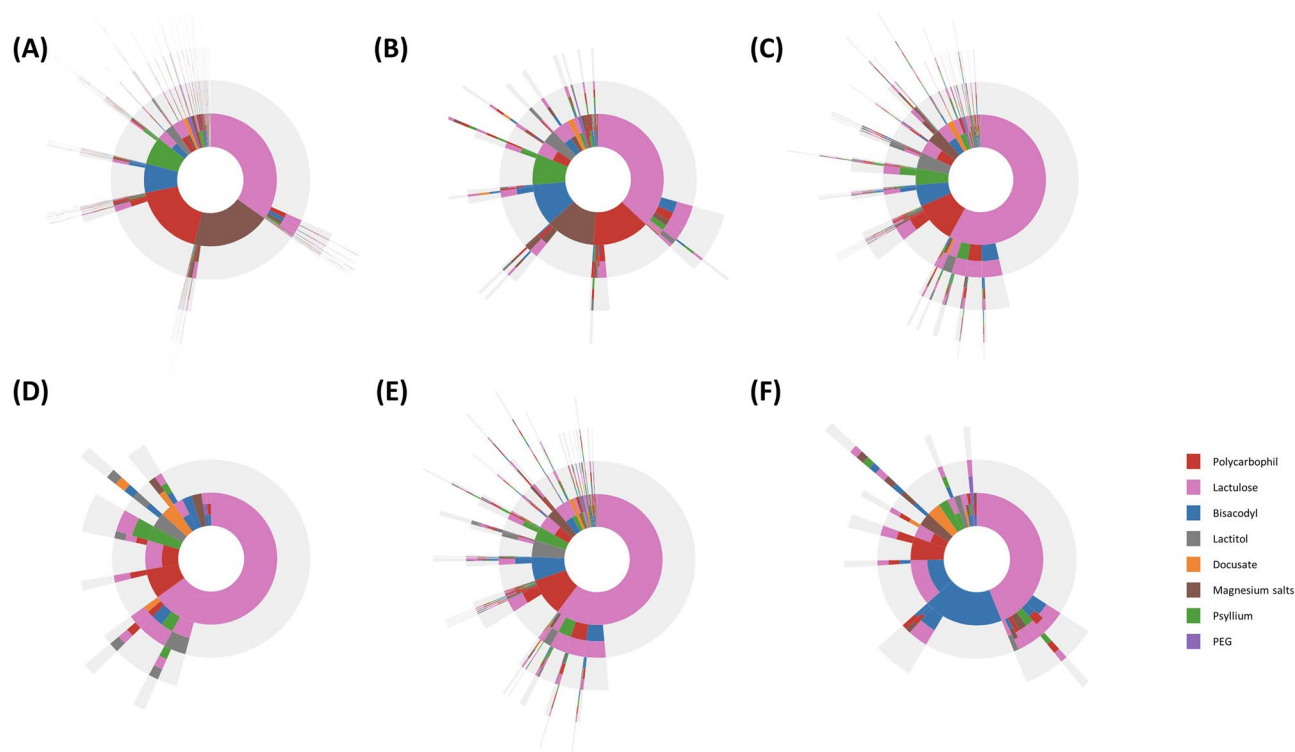 (A)
(B)
(C)
(D)
(E)
(F)
Polycarbophil
Lactulose
Bisacodyl
Lactitol
Docusate
Magnesium salts
Psyllium
PEG